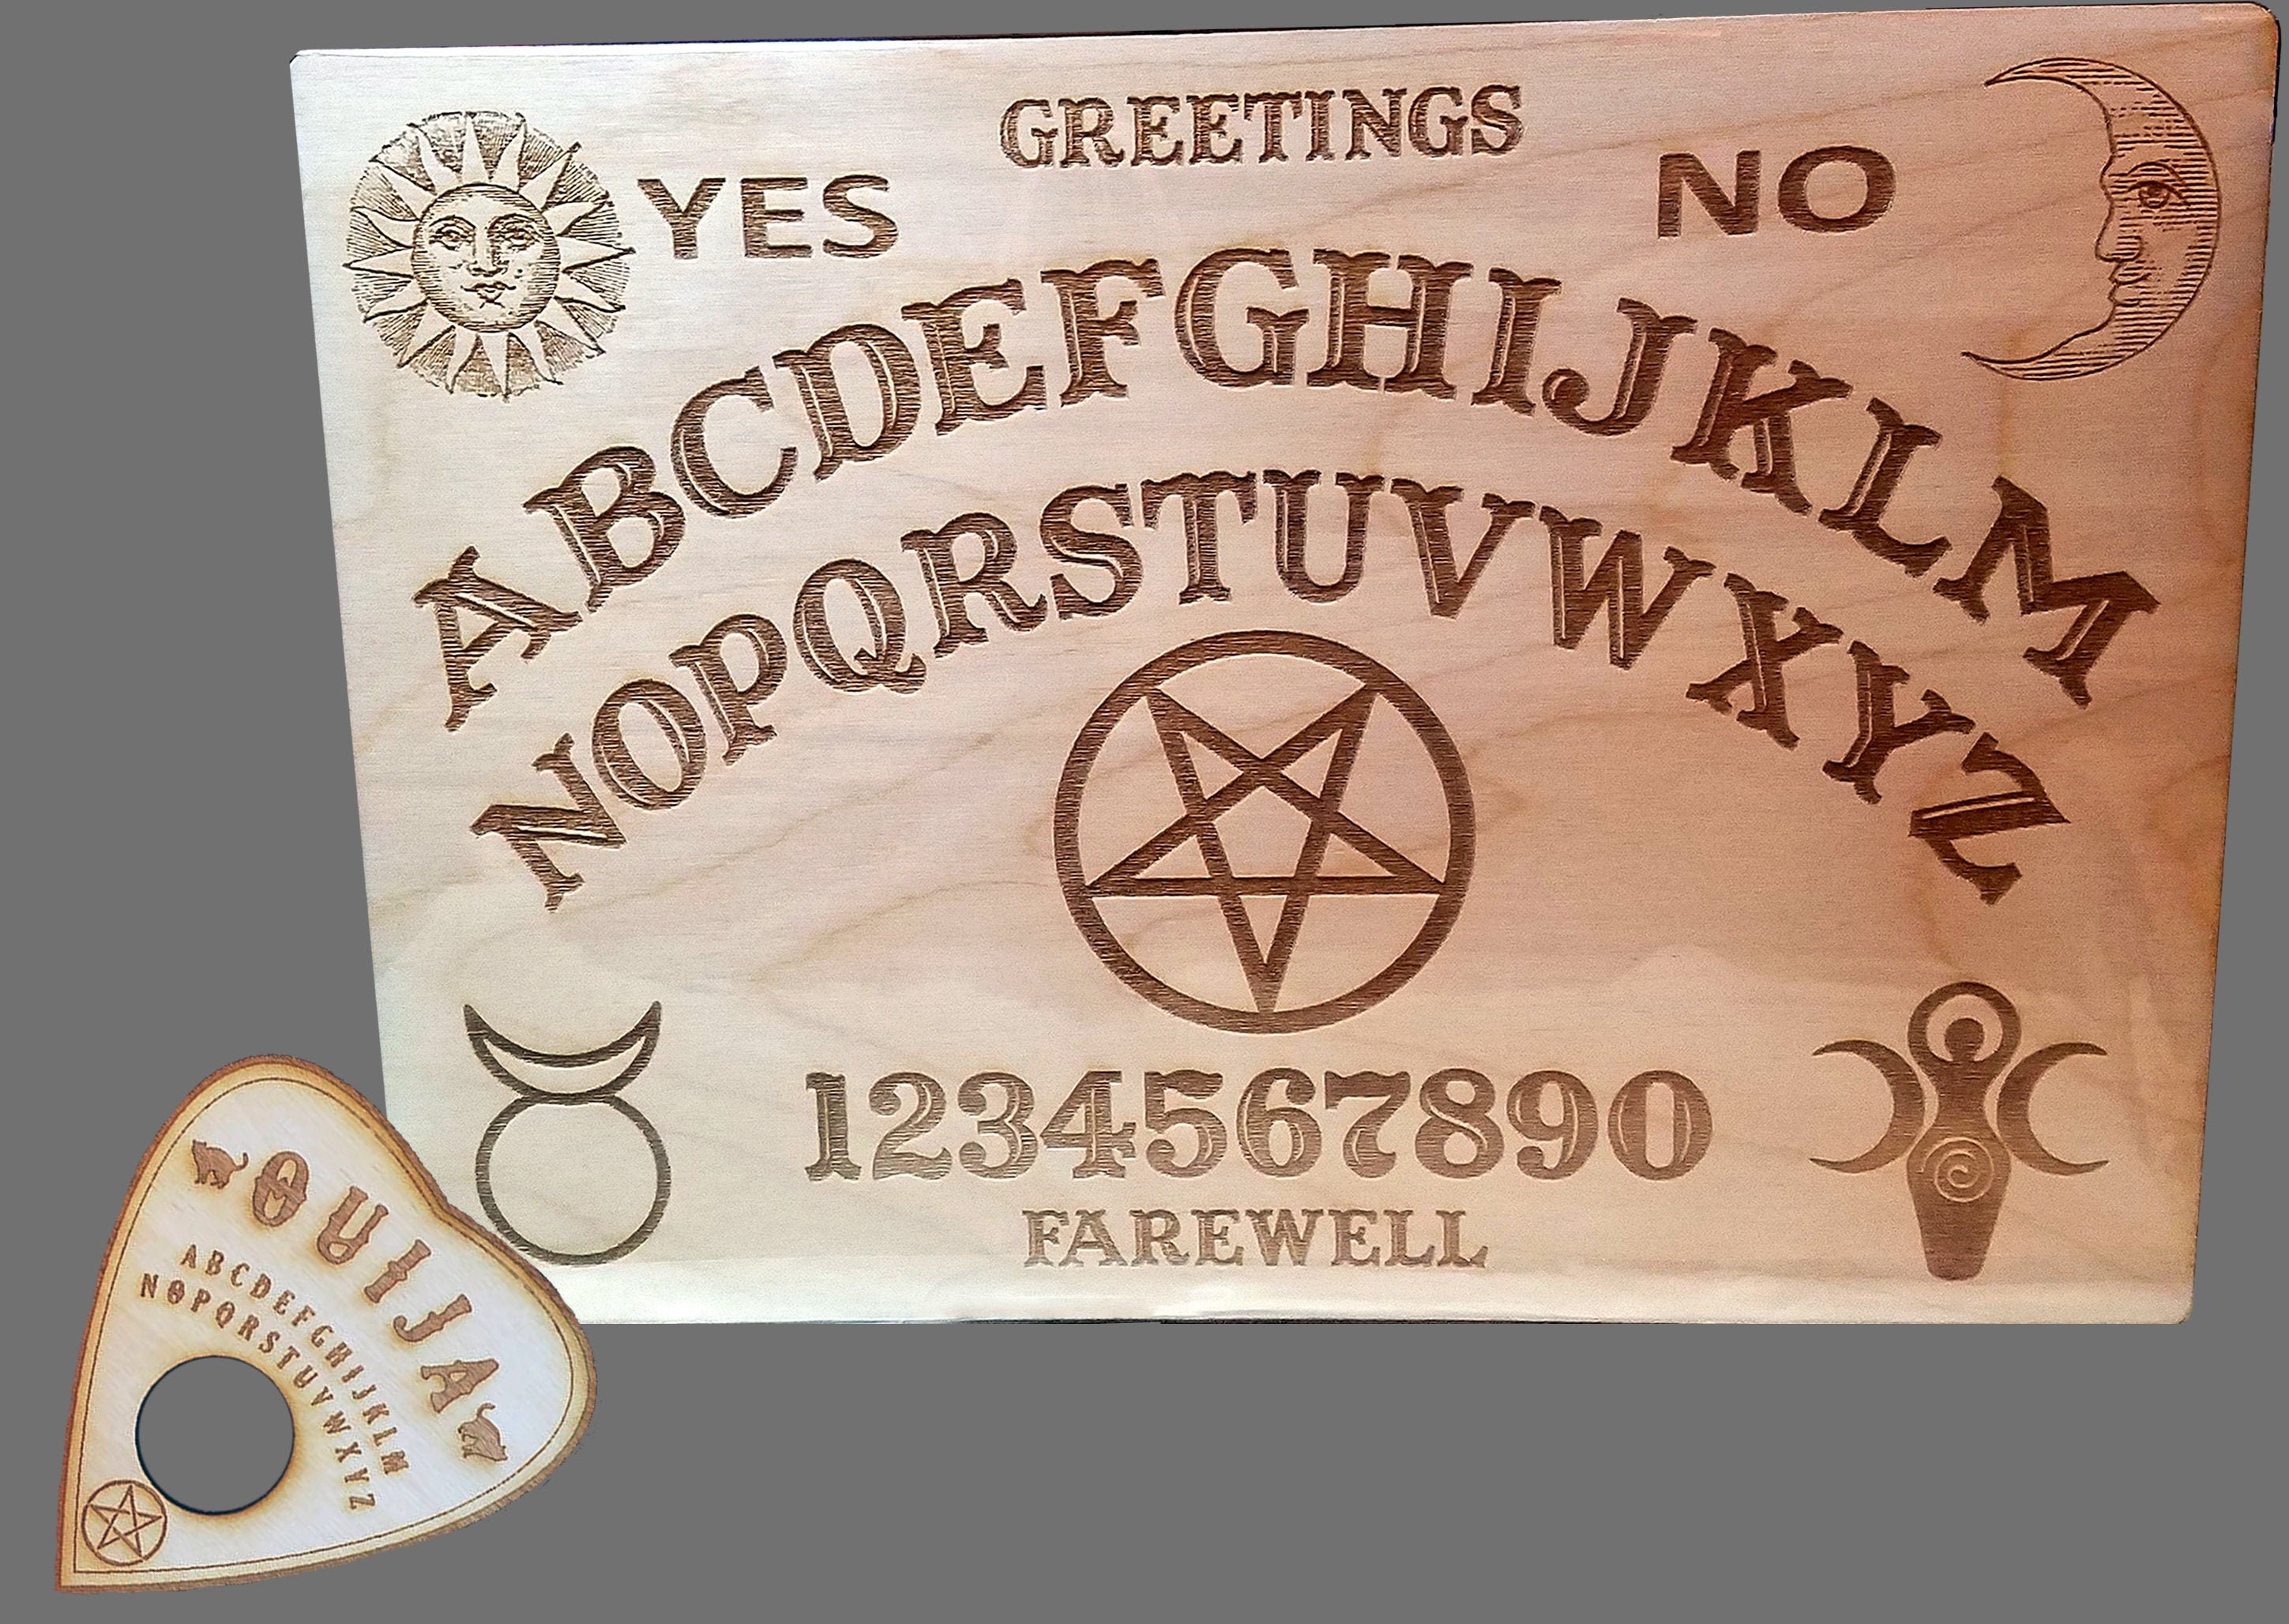 GREETINGS
YES
NO
ABCDEFGHIJKLM
NOPQRSTUVWXYZ
1234567890
FAREWELL
OUIJA
ABCDEFGHIJKLM
NOPQRSTUVWXYZ